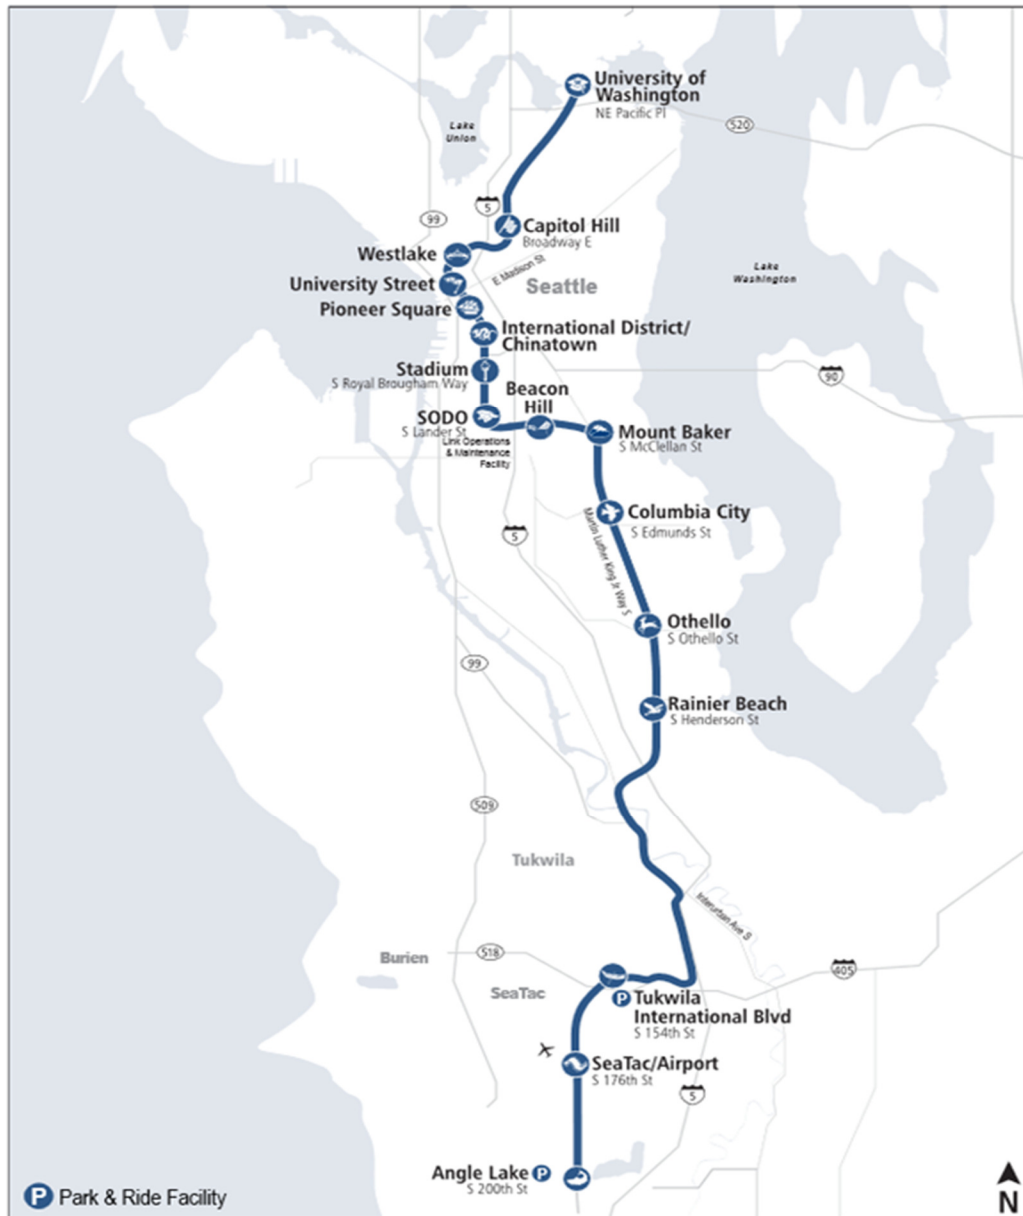 University of
Washington
NE Pacific Pl
Lake
Union
520
5
99
Capitol Hill
Broadway E
Westlake
E Madison St
Lake
Washington
University Street
Seattle
Pioneer Square
International District/
Chinatown
Stadium
S Royal Brougham Way
90
Beacon
Hill
SODO
S Lander St
Link Operations
& Maintenance
Facility
Mount Baker
S McClellan St
Columbia City
S Edmunds St
5
Martin Luther King Jr Way S
Othello
S Othello St
99
Rainier Beach
S Henderson St
509
Tukwila
Interurban Ave S
Burien
518
405
SeaTac
P Tukwila
International Blvd
S 154th St
SeaTac/Airport
S 176th St
5
Angle Lake P
S 200th St
P Park & Ride Facility
N